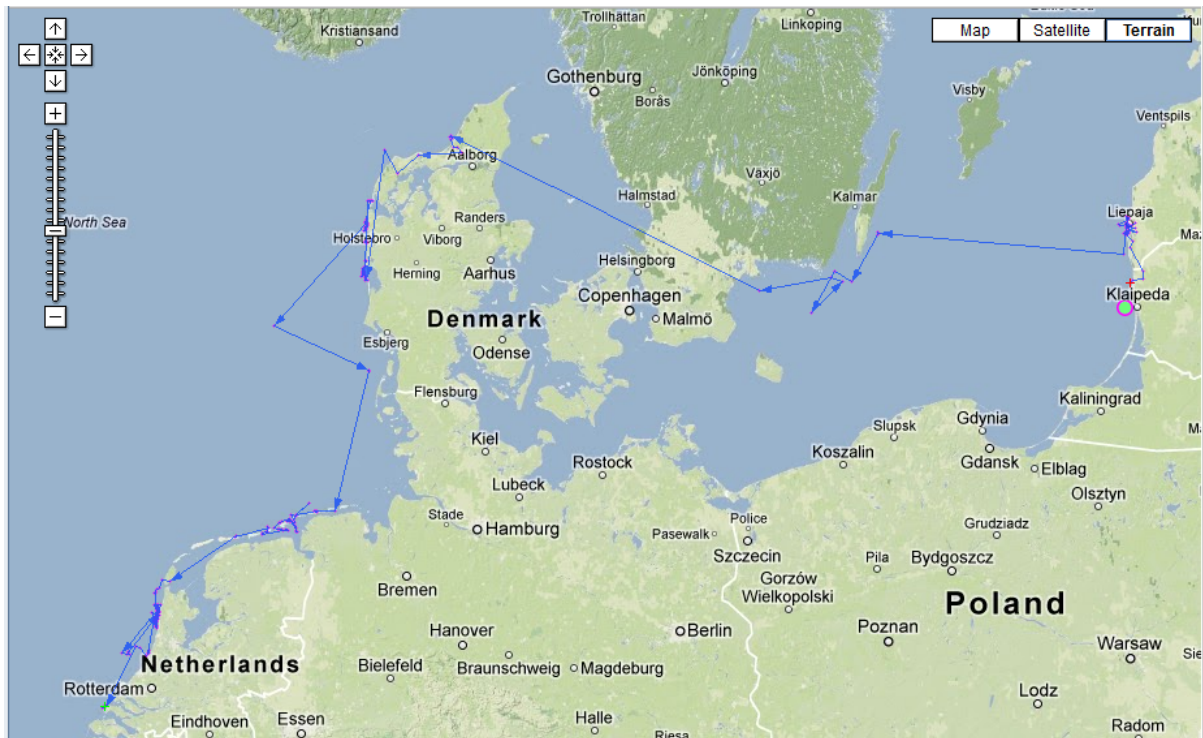 Trollhättan
Linkoping
Kristiansand
Map
Satellite
Terrain
Gothenburg
Jönköping
Borås
Visby
Ventspils
Aalborg
Växjö
Halmstad
Kalmar
North Sea
Randers
Viborg
Holstebro
Liepaja
Herning
Aarhus
Helsingborg
Copenhagen
Malmö
Klaipeda
Denmark
Esbjerg
Odense
Flensburg
Kaliningrad
Kiel
Slupsk
Gdynia
Koszalin
Gdansk
Elblag
Rostock
Lubeck
Olsztyn
Stade
Hamburg
Pasewalk
Police
Szczecin
Grudziadz
Pila
Bydgoszcz
Bremen
Gorzów
Wielkopolski
Poland
Hanover
Berlin
Poznan
Warsaw
Netherlands
Bielefeld
Braunschweig
Magdeburg
Rotterdam
Lodz
Eindhoven
Essen
Halle
Radom